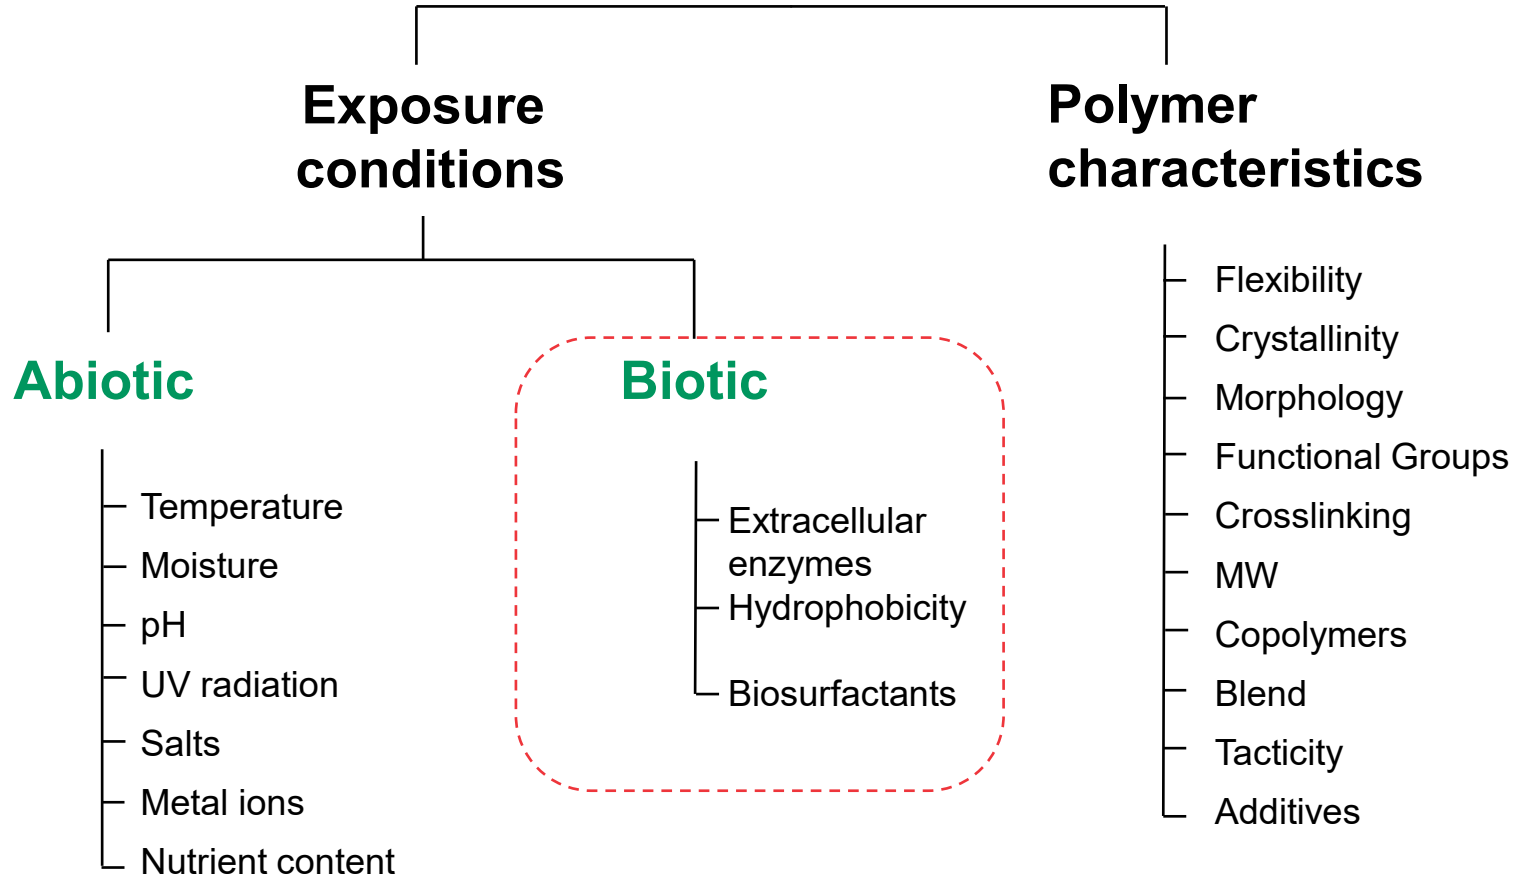 Exposure
conditions
Polymer
characteristics
Abiotic
Temperature
Moisture
pH
UV radiation
Salts
Metal ions
Nutrient content
Biotic
Extracellular
enzymes
Hydrophobicity
Biosurfactants
Flexibility
Crystallinity
Morphology
Functional Groups
Crosslinking
MW
Copolymers
Blend
Tacticity
Additives